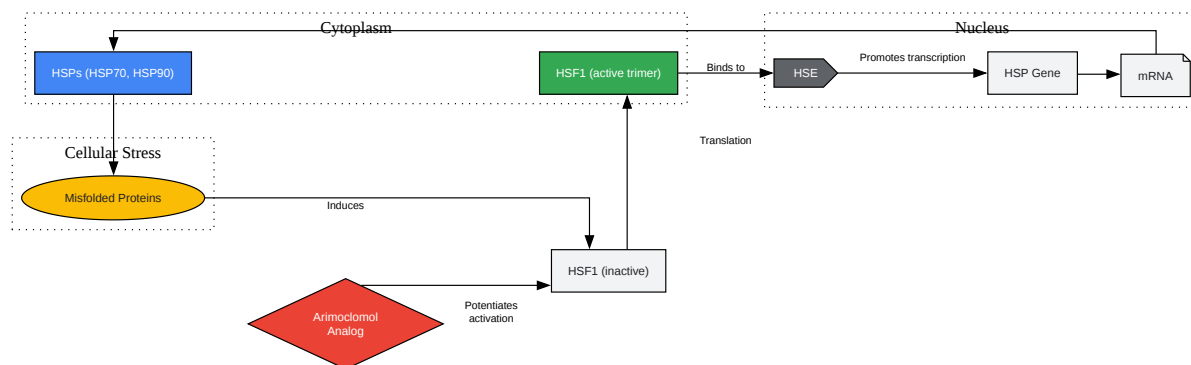 Cytoplasm
Nucleus
HSPs (HSP70, HSP90)
HSF1 (active trimer)
Binds to
HSE
Promotes transcription
HSP Gene
mRNA
Translation
Cellular Stress
Misfolded Proteins
Induces
HSF1 (inactive)
Arimoclomol
Analog
Potentiates
activation